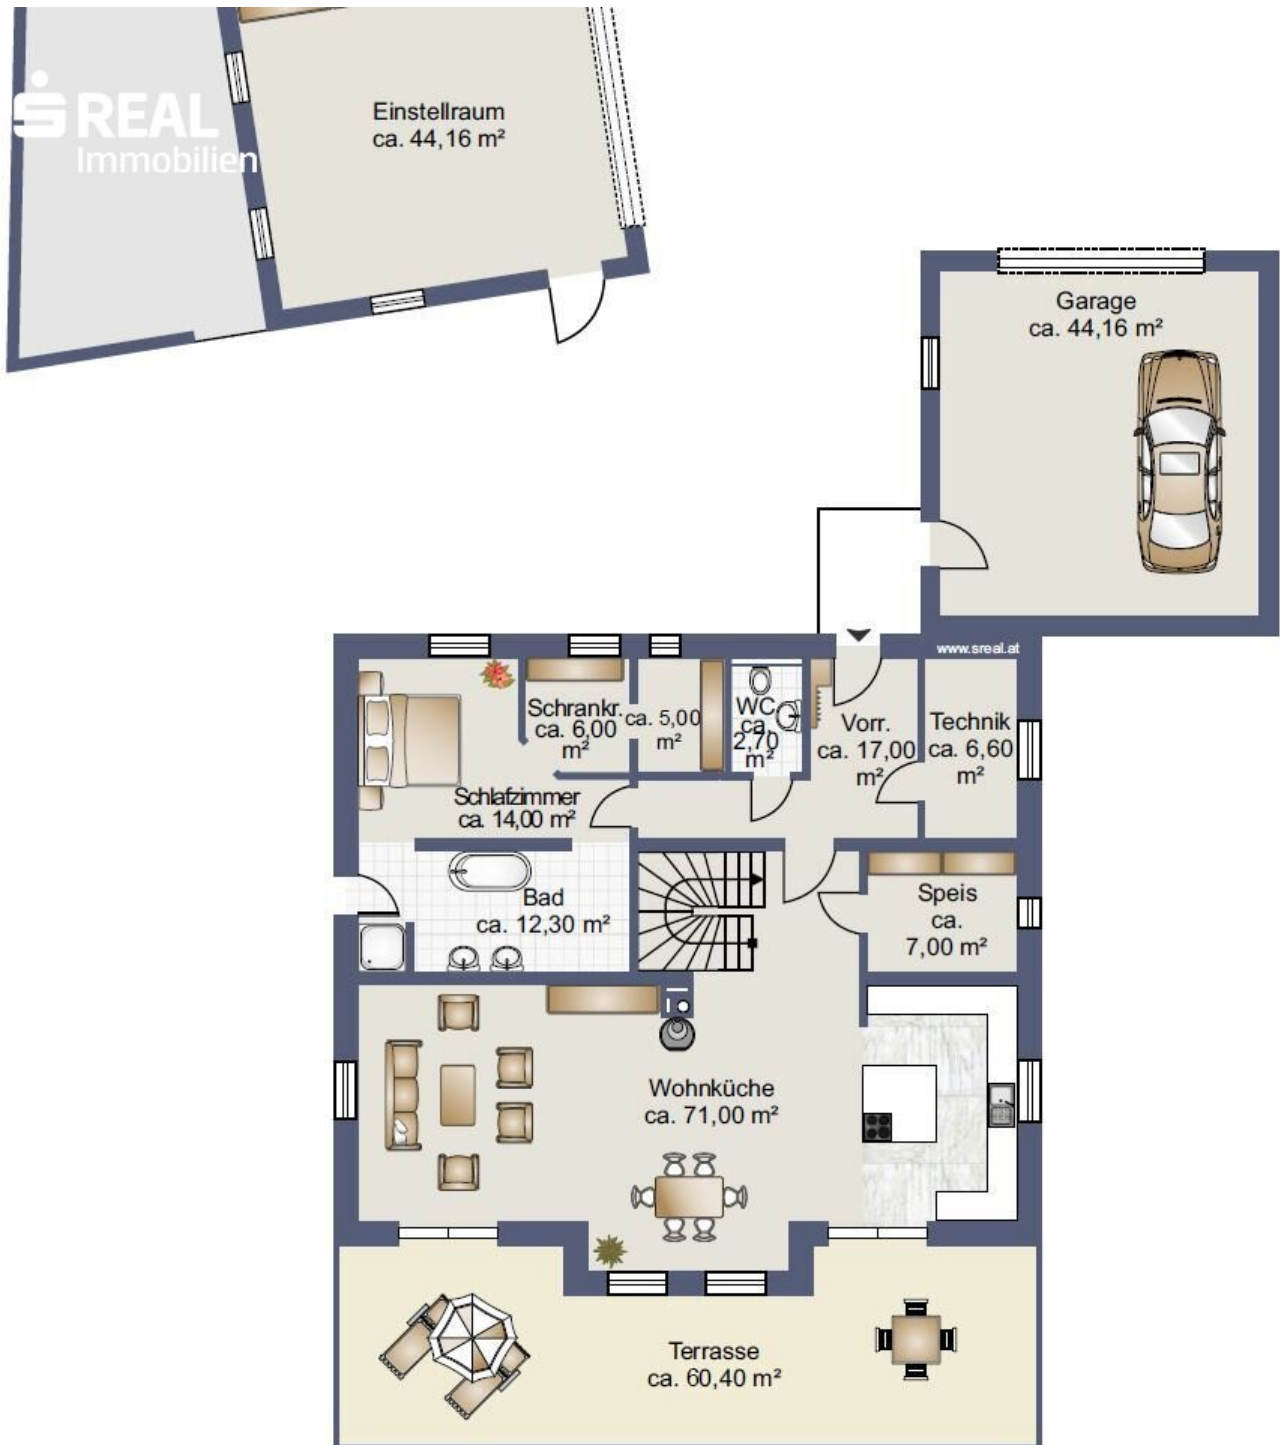 S REAL
Immobilien
Einstellraum
ca. 44,16 m²
Garage
ca. 44,16 m²
www.sreal.at
Schrankr.
ca. 6,00
m²
ca. 5,00
m²
WC
ca.
2,70
m²
Vorr.
ca. 17,00
m²
Technik
ca. 6,60
m²
Schlafzimmer
ca. 14,00 m²
Bad
ca. 12,30 m²
Speis
ca.
7,00 m²
Wohnküche
ca. 71,00 m²
Terrasse
ca. 60,40 m²